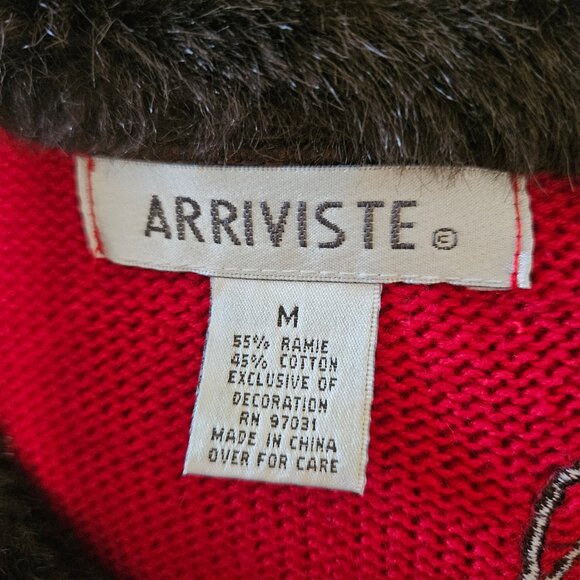 ARRIVISTE ©
M
55% RAMIE
45% COTTON
EXCLUSIVE OF
DECORATION
RN 97031
MADE IN CHINA
OVER FOR CARE